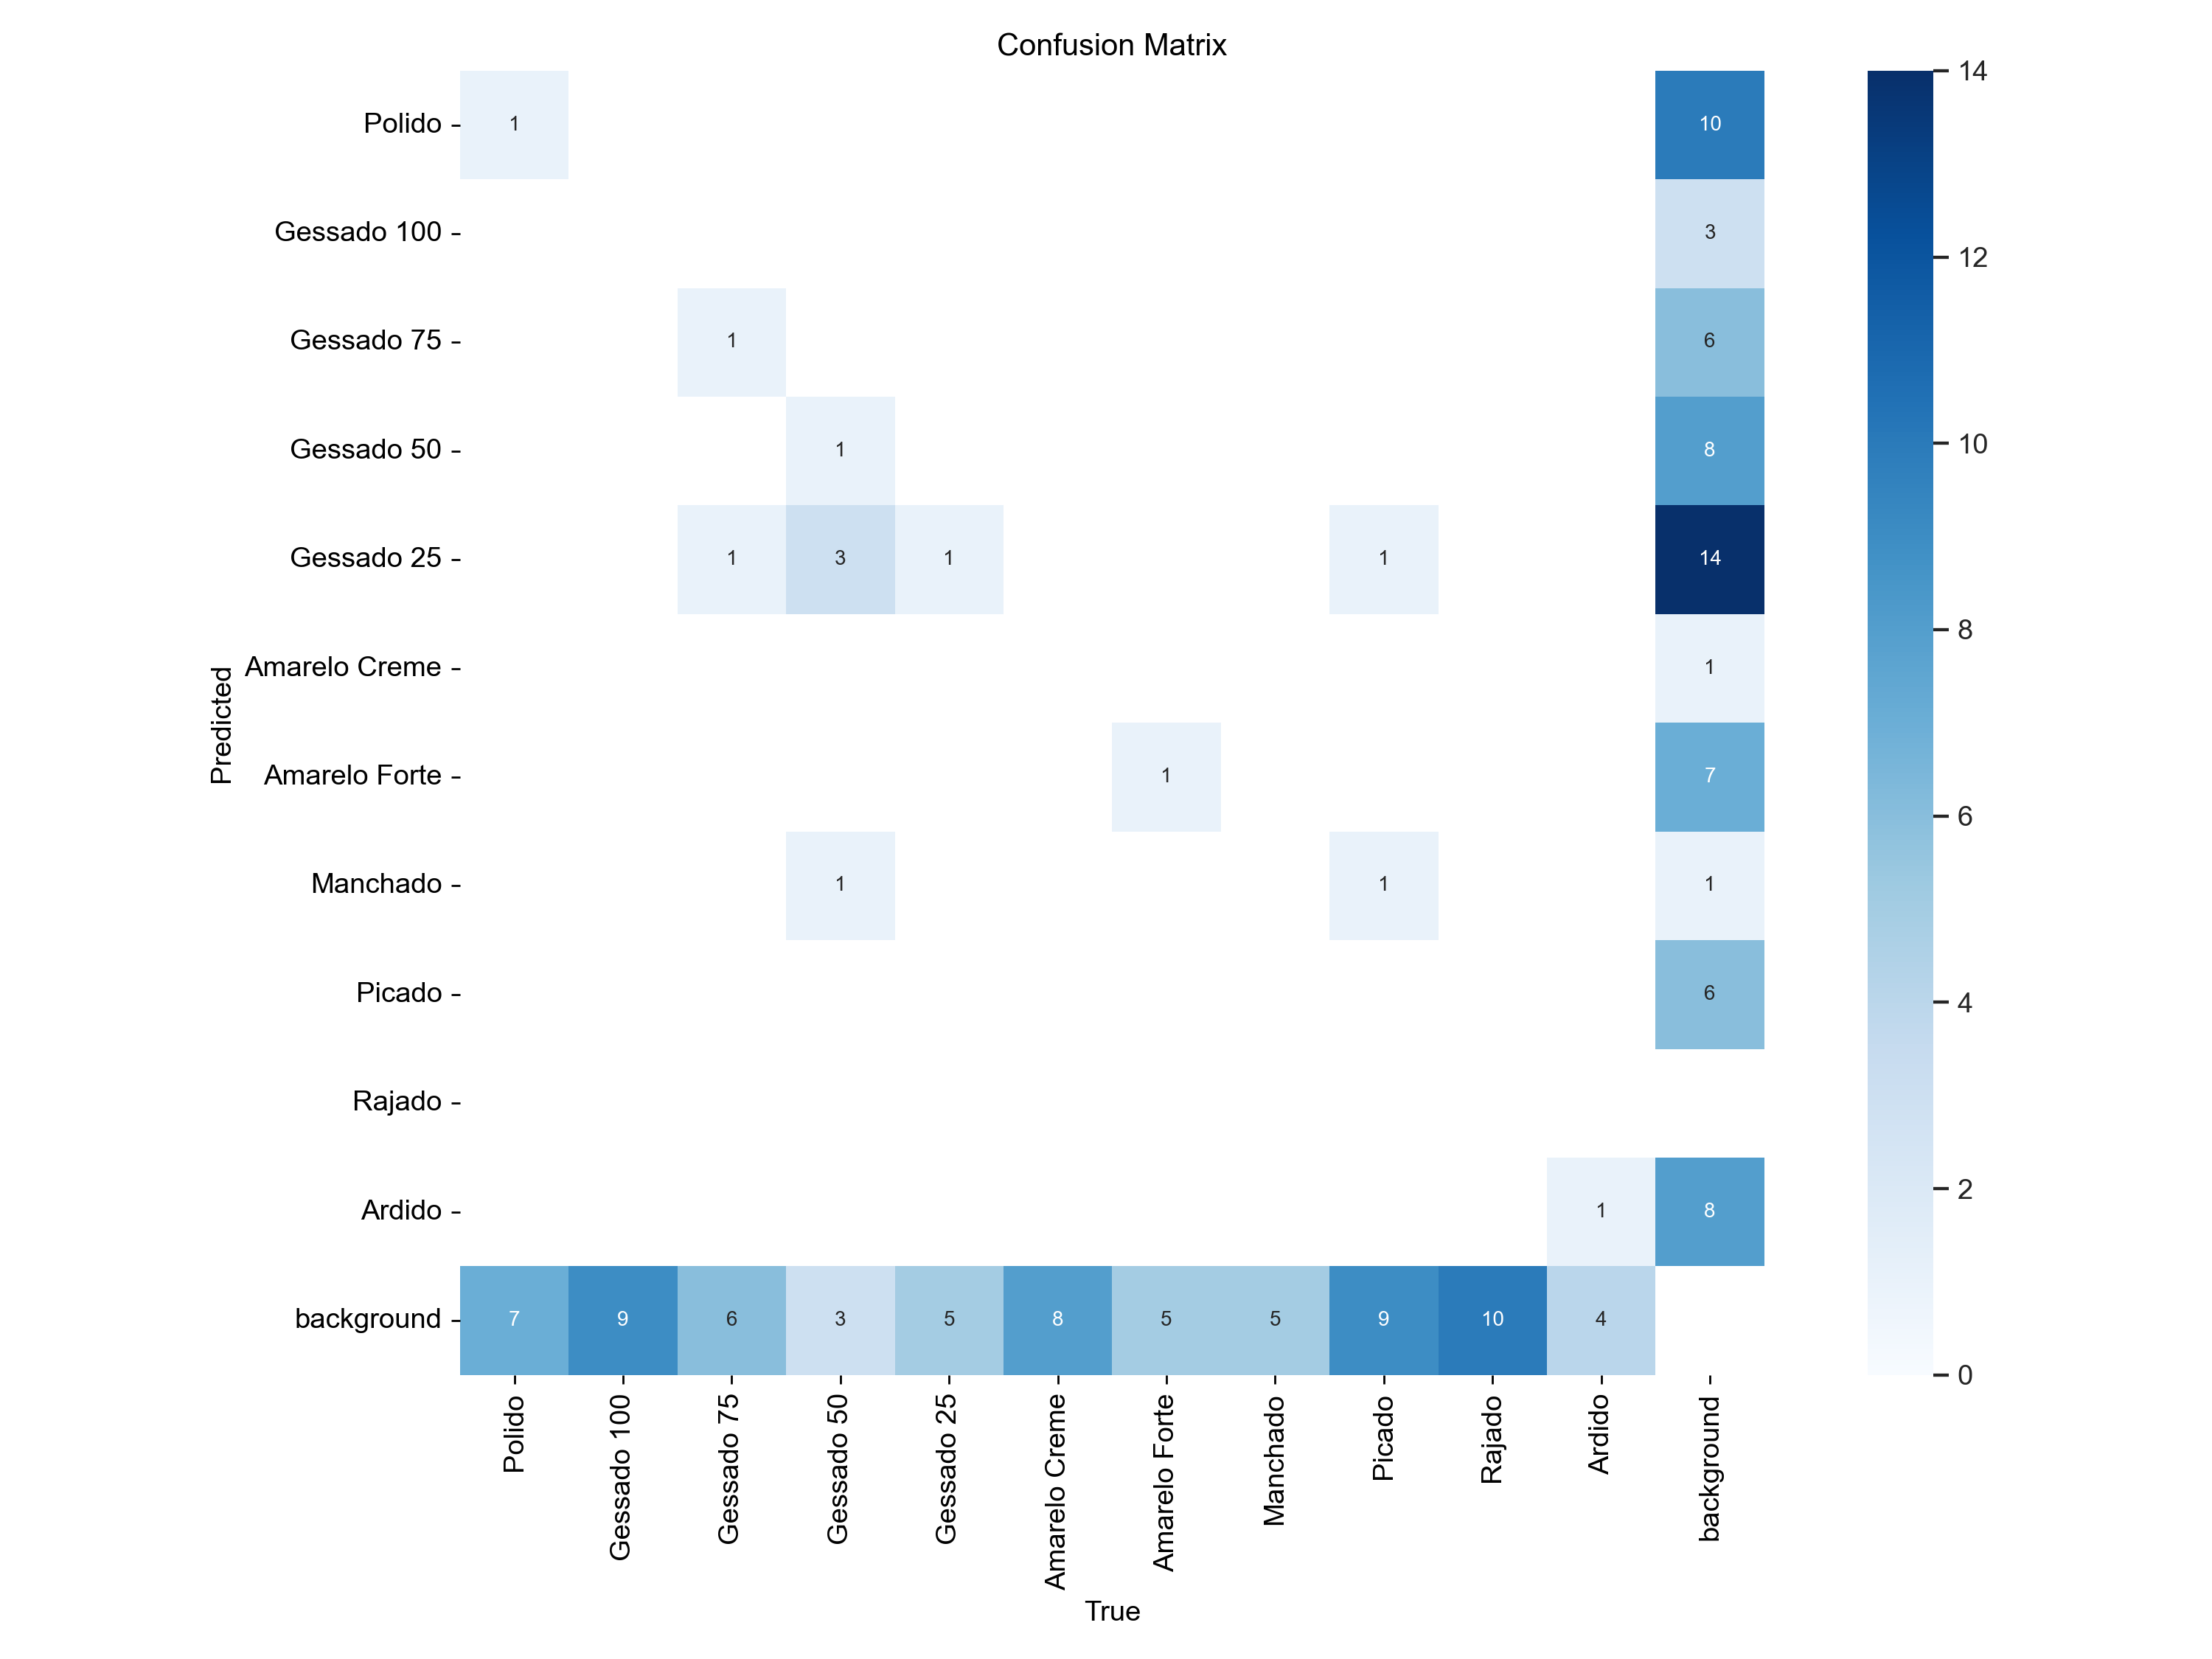 Confusion Matrix
Predicted
Polido 1 10
Gessado 100 3
Gessado 75 1 6
Gessado 50 1 8
Gessado 25 1 3 1 1 14
Amarelo Creme 1
Amarelo Forte 1 7
Manchado 1 1 1
Picado 6
Rajado
Ardido 1 8
background 7 9 6 3 5 8 5 5 9 10 4
Polido
Gessado 100
Gessado 75
Gessado 50
Gessado 25
Amarelo Creme
Amarelo Forte
Manchado
Picado
Rajado
Ardido
background
True
14
12
10
8
6
4
2
0